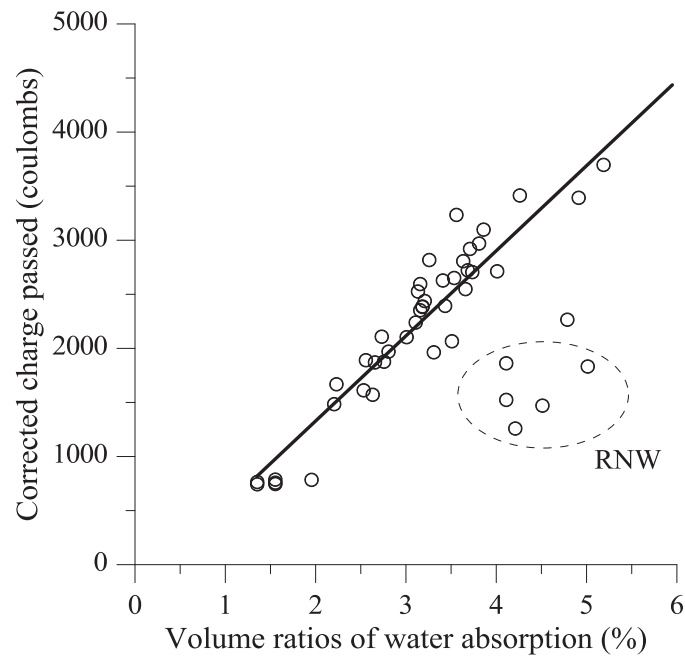 5000
4000
3000
2000
1000
0
Corrected charge passed (coulombs)
RNW
0 1 2 3 4 5 6
Volume ratios of water absorption (%)